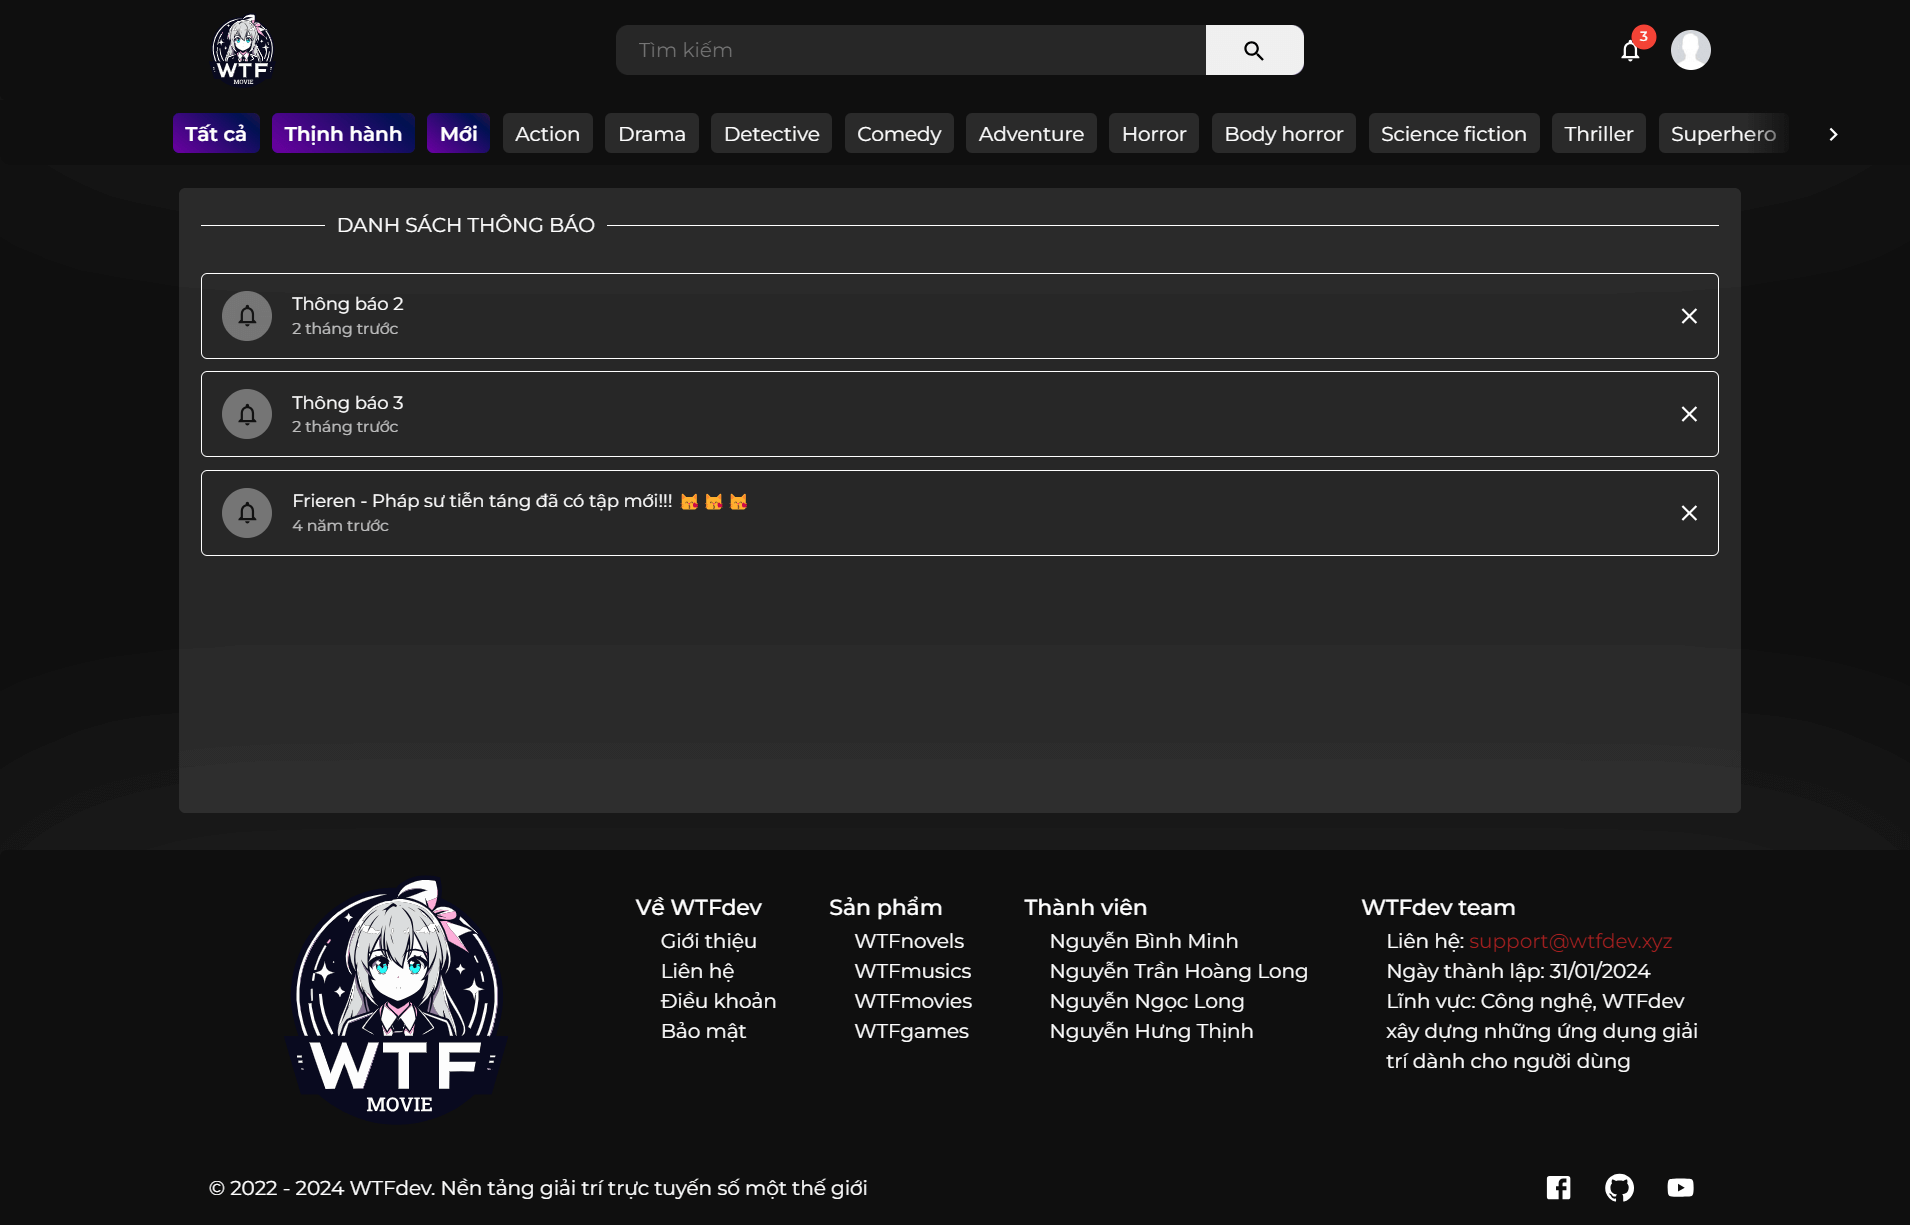 WTF
MOVIE
Tìm kiếm
3
Tất cả Thịnh hành Mới Action Drama Detective Comedy Adventure Horror Body horror Science fiction Thriller Superhero
DANH SÁCH THÔNG BÁO
Thông báo 2
2 tháng trước
Thông báo 3
2 tháng trước
Frieren - Pháp sư tiễn táng đã có tập mới!!! 😽 😽 😽
4 năm trước
WTF
MOVIE
Về WTFdev
Giới thiệu
Liên hệ
Điều khoản
Bảo mật
Sản phẩm
WTFnovels
WTFmusics
WTFmovies
WTFgames
Thành viên
Nguyễn Bình Minh
Nguyễn Trần Hoàng Long
Nguyễn Ngọc Long
Nguyễn Hưng Thịnh
WTFdev team
Liên hệ: support@wtfdev.xyz
Ngày thành lập: 31/01/2024
Lĩnh vực: Công nghệ, WTFdev
xây dựng những ứng dụng giải
trí dành cho người dùng
© 2022 - 2024 WTFdev. Nền tảng giải trí trực tuyến số một thế giới